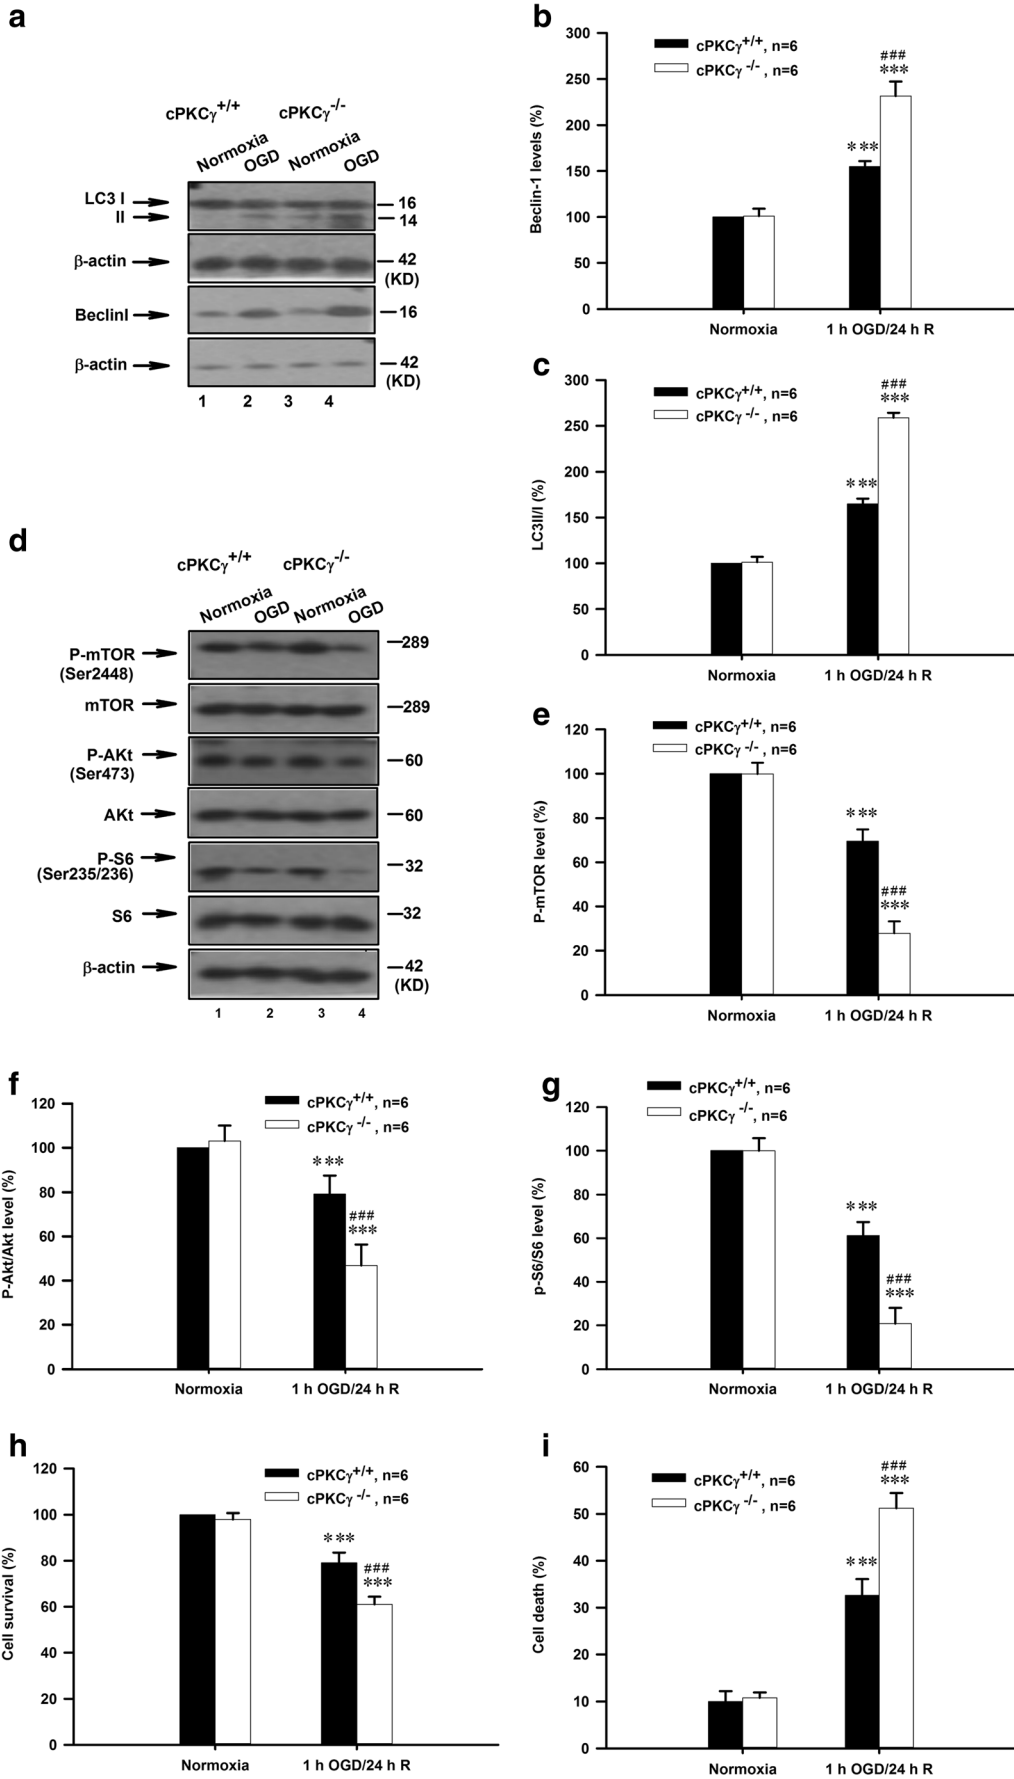 a
cPKCγ+/+ cPKCγ-/-
Normoxia OGD Normoxia OGD
LC3 I 16
II 14
β-actin 42
(KD)
BeclinI 16
β-actin 42
(KD)
1 2 3 4
b
cPKCγ+/+, n=6
cPKCγ -/- , n=6
Beclin-1 levels (%)
300
250
200
150
100
50
0
###
***
***
Normoxia 1 h OGD/24 h R
c
cPKCγ+/+, n=6
cPKCγ -/- , n=6
LC3II/I (%)
300
250
200
150
100
50
0
###
***
***
Normoxia 1 h OGD/24 h R
d
cPKCγ+/+ cPKCγ-/-
Normoxia OGD Normoxia OGD
P-mTOR 289
(Ser2448)
mTOR 289
P-AKt 60
(Ser473)
AKt 60
P-S6 32
(Ser235/236)
S6 32
β-actin 42
(KD)
1 2 3 4
e
cPKCγ+/+, n=6
cPKCγ -/-, n=6
P-mTOR level (%)
120
100
80
60
40
20
0
***
###
***
Normoxia 1 h OGD/24 h R
f
cPKCγ+/+, n=6
cPKCγ -/- , n=6
P-Akt/Akt level (%)
120
100
80
60
40
20
0
***
###
***
Normoxia 1 h OGD/24 h R
g
cPKCγ+/+, n=6
cPKCγ -/-, n=6
p-S6/S6 level (%)
120
100
80
60
40
20
0
***
###
***
Normoxia 1 h OGD/24 h R
h
cPKCγ+/+, n=6
cPKCγ -/- , n=6
Cell survival (%)
120
100
80
60
40
20
0
***
###
***
Normoxia 1 h OGD/24 h R
i
cPKCγ+/+, n=6
cPKCγ -/- , n=6
Cell death (%)
60
50
40
30
20
10
0
###
***
***
Normoxia 1 h OGD/24 h R